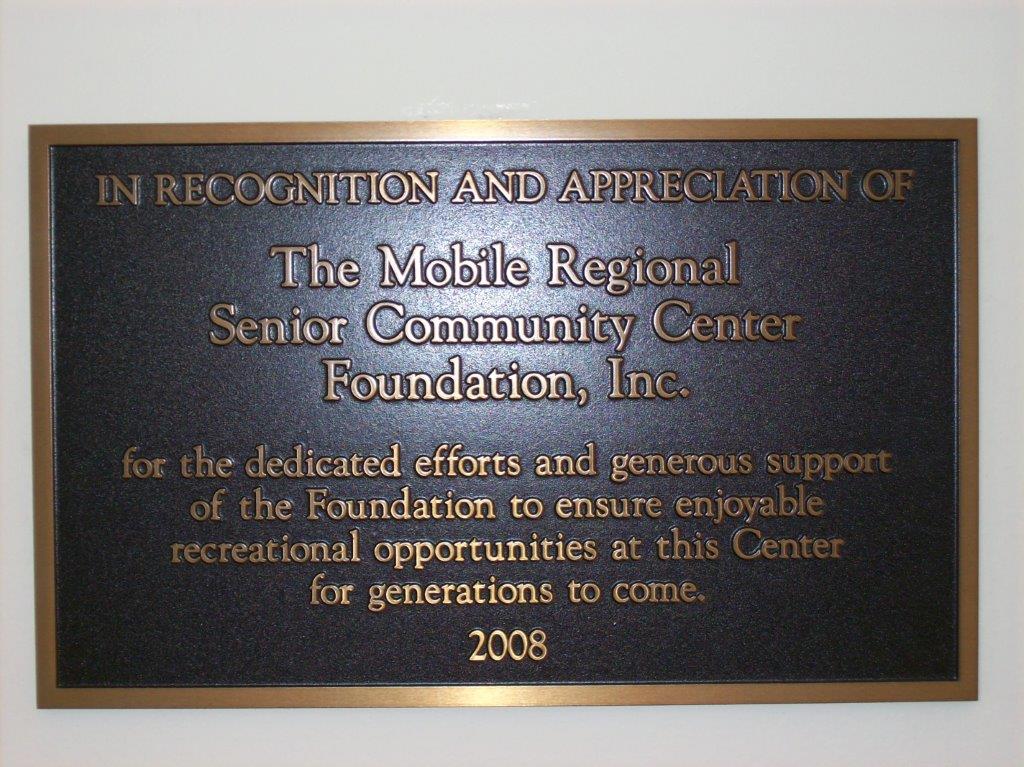 IN RECOGNITION AND APPRECIATION OF
The Mobile Regional
Senior Community Center
Foundation, Inc.
for the dedicated efforts and generous support
of the Foundation to ensure enjoyable
recreational opportunities at this Center
for generations to come.
2008